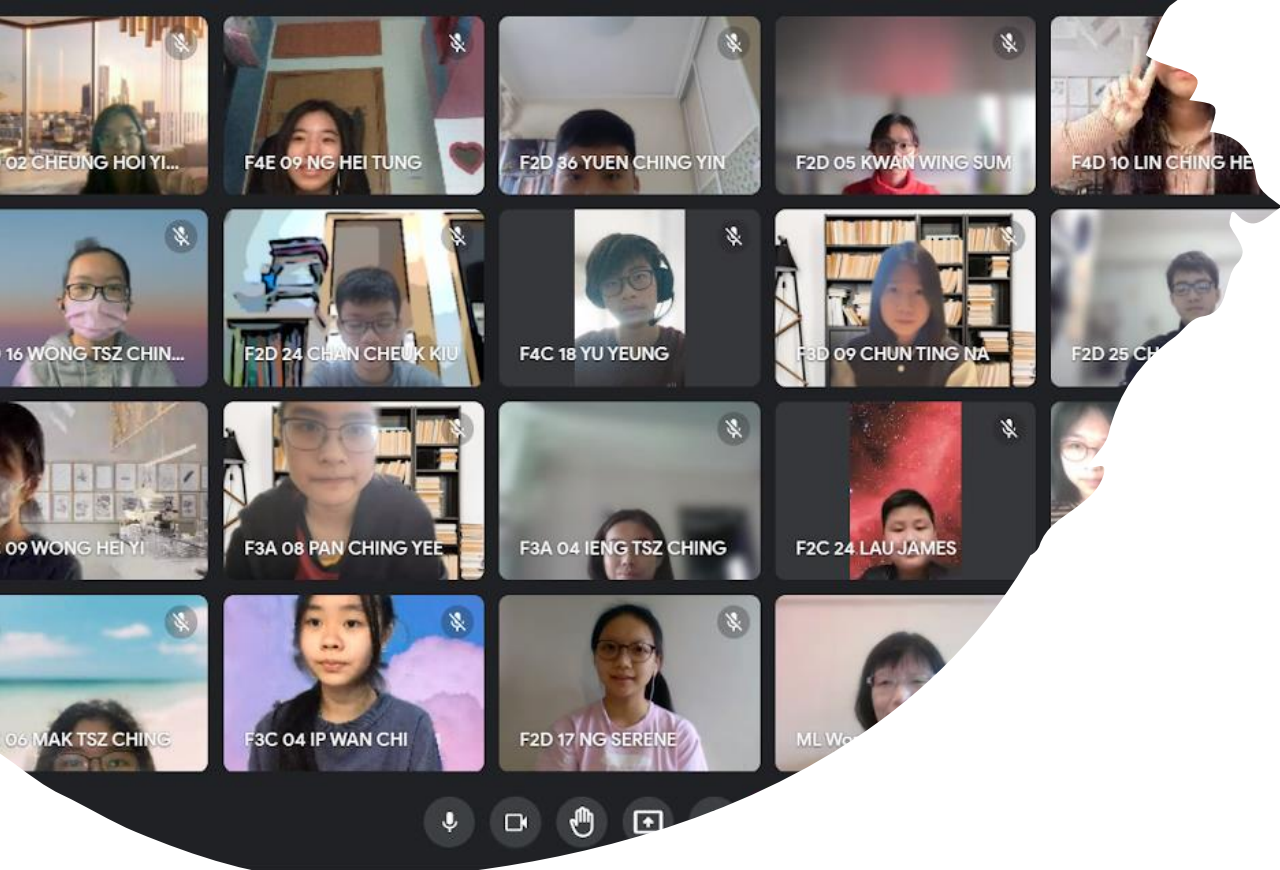 02 CHEUNG HOI YI...
F4E 09 NG HEI TUNG
F2D 36 YUEN CHING YIN
F2D 05 KWAN WING SUM
F4D 10 LIN CHING HE
16 WONG TSZ CHIN...
F2D 24 CHAN CHEUK KIU
F4C 18 YU YEUNG
F3D 09 CHUN TING NA
F2D 25 CH
09 WONG HEI YI
F3A 08 PAN CHING YEE
F3A 04 IENG TSZ CHING
F2C 24 LAU JAMES
06 MAK TSZ CHING
F3C 04 IP WAN CHI
F2D 17 NG SERENE
ML Wo